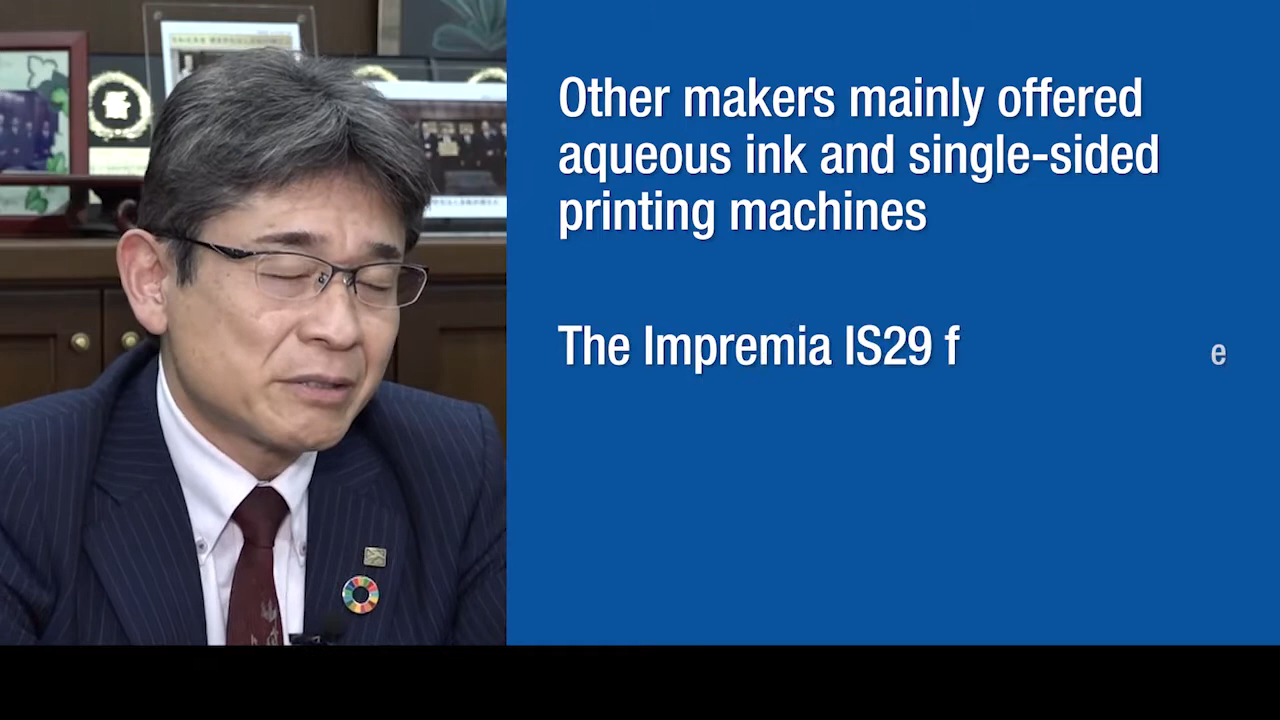 Other makers mainly offered
aqueous ink and single-sided
printing machines
The Impremia IS29 f e